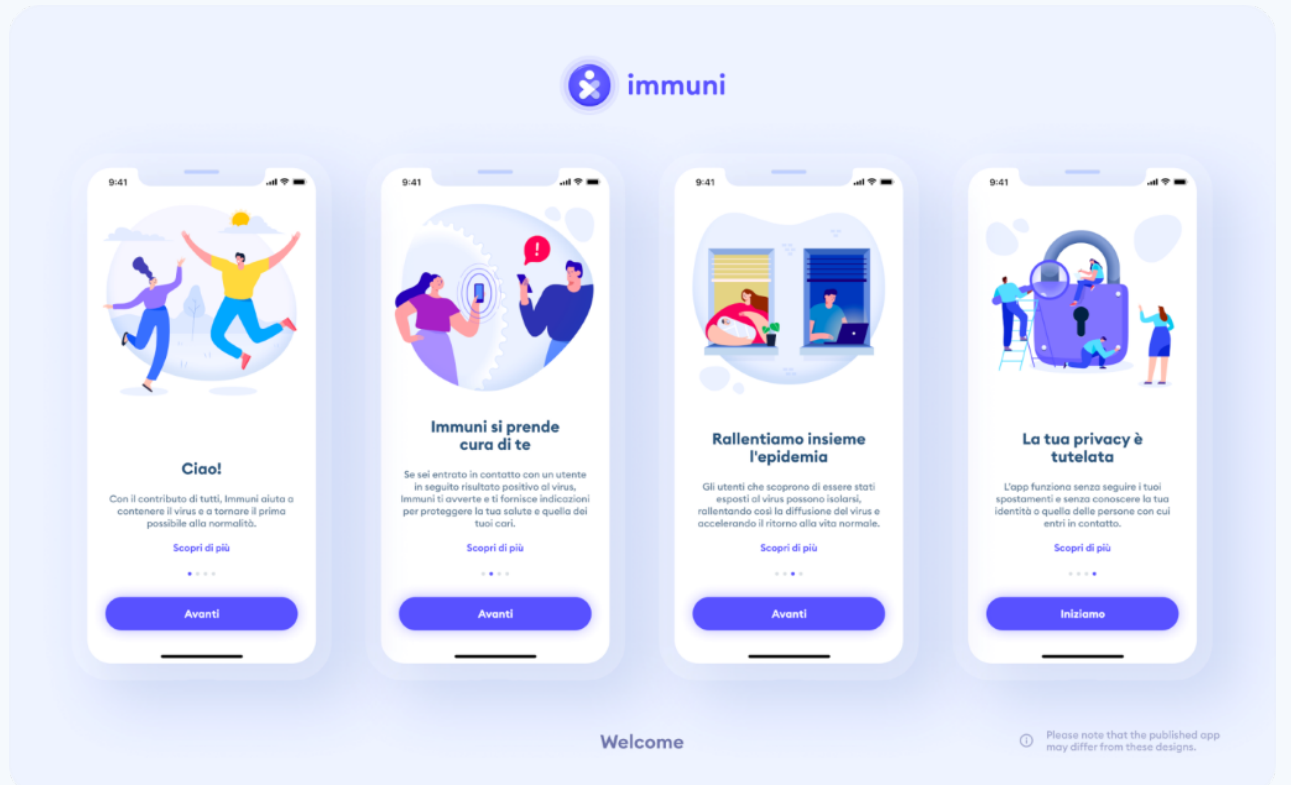 immuni
9:41
Ciao!
Con il contributo di tutti, Immuni aiuta a
contenere il virus e a tornare il prima
possibile alla normalità.
Scopri di più
Avanti
9:41
!
Immuni si prende
cura di te
Se sei entrato in contatto con un utente
in seguito risultato positivo al virus,
Immuni ti avverte e ti fornisce indicazioni
per proteggere la tua salute e quella dei
tuoi cari.
Scopri di più
Avanti
9:41
Rallentiamo insieme
l'epidemia
Gli utenti che scoprono di essere stati
esposti al virus possono isolarsi,
rallentando così la diffusione del virus e
accelerando il ritorno alla vita normale.
Scopri di più
Avanti
9:41
La tua privacy è
tutelata
L'app funziona senza seguire i tuoi
spostamenti e senza conoscere la tua
identità o quella delle persone con cui
entri in contatto.
Scopri di più
Iniziamo
Welcome
Please note that the published app
may differ from these designs.